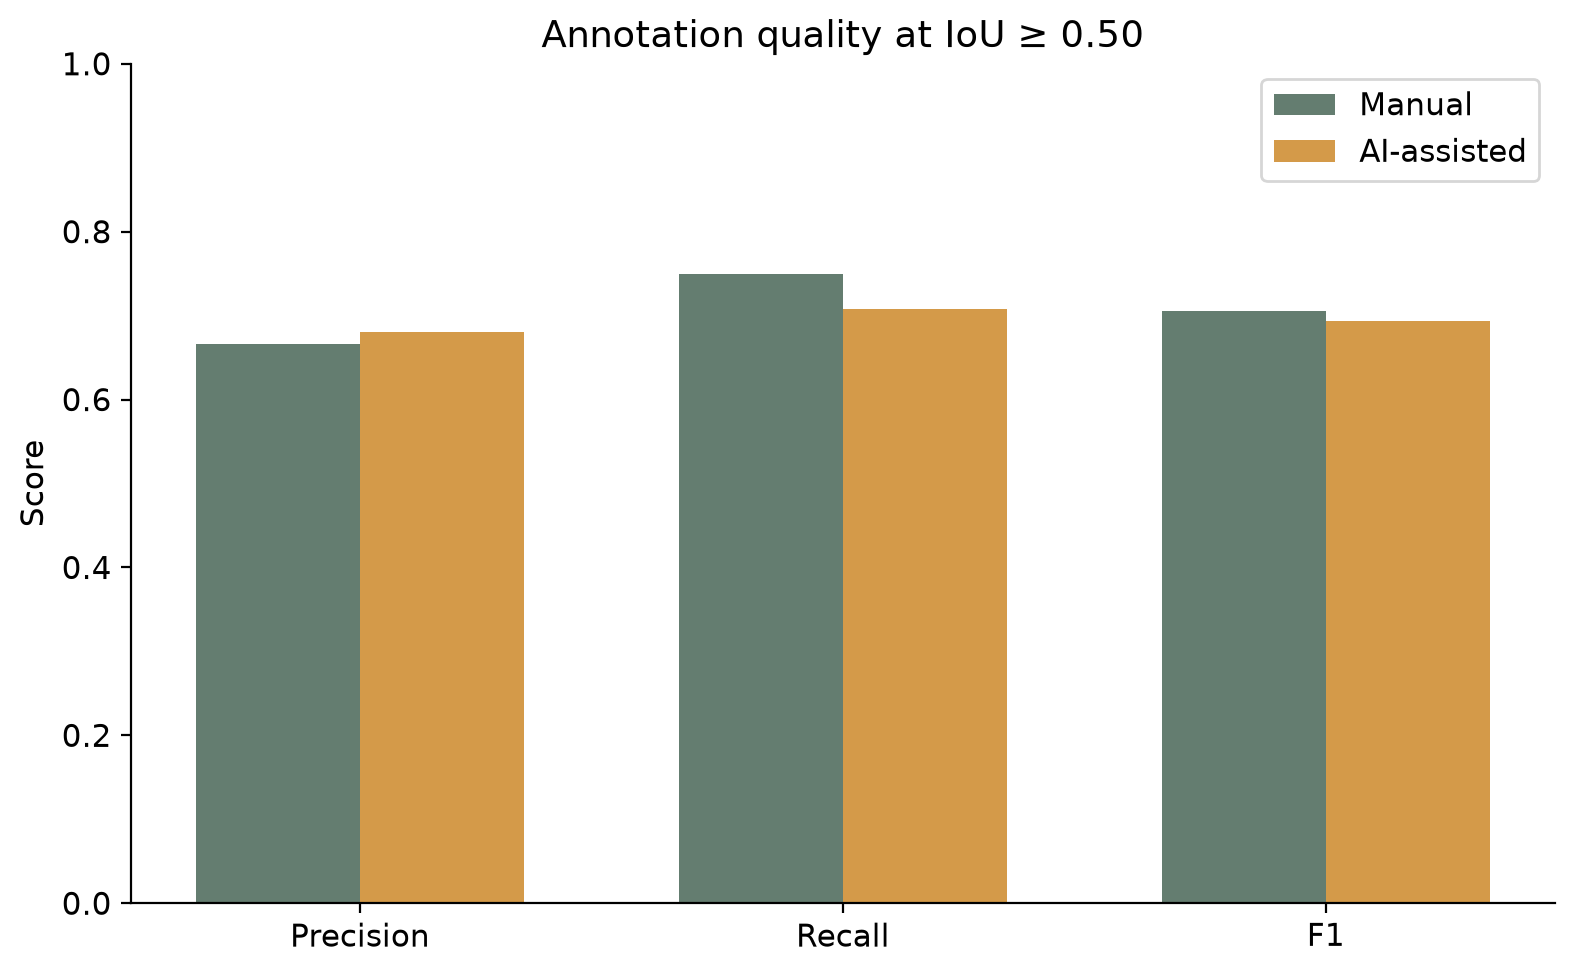 Annotation quality at IoU ≥ 0.50
Manual
AI-assisted
1.0
0.8
0.6
0.4
0.2
0.0
Score
Precision
Recall
F1